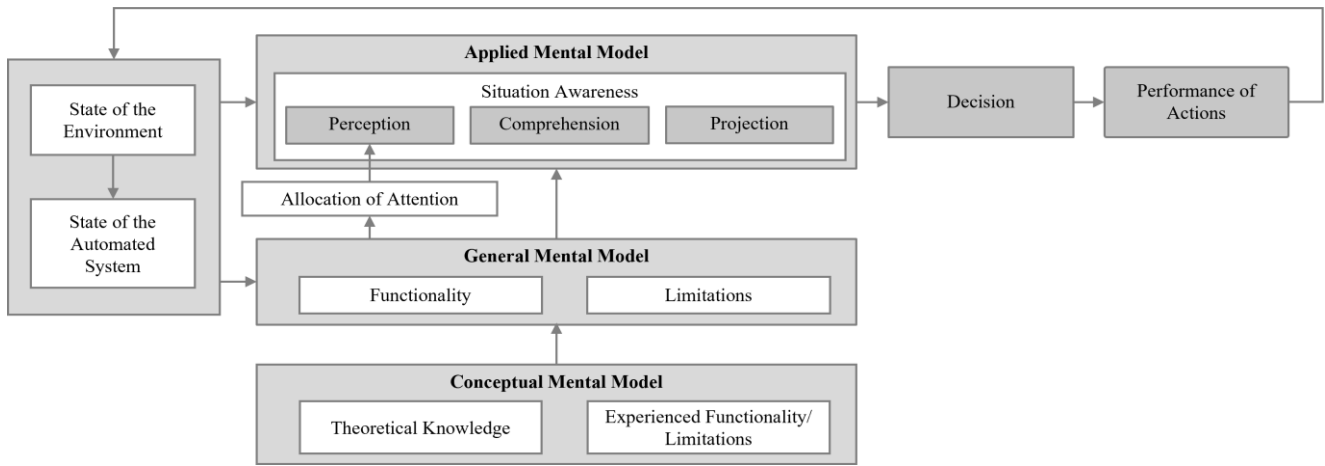 State of the
Environment
State of the
Automated
System
Applied Mental Model
Situation Awareness
Perception
Comprehension
Projection
Allocation of Attention
General Mental Model
Functionality
Limitations
Conceptual Mental Model
Theoretical Knowledge
Experienced Functionality/
Limitations
Decision
Performance of
Actions